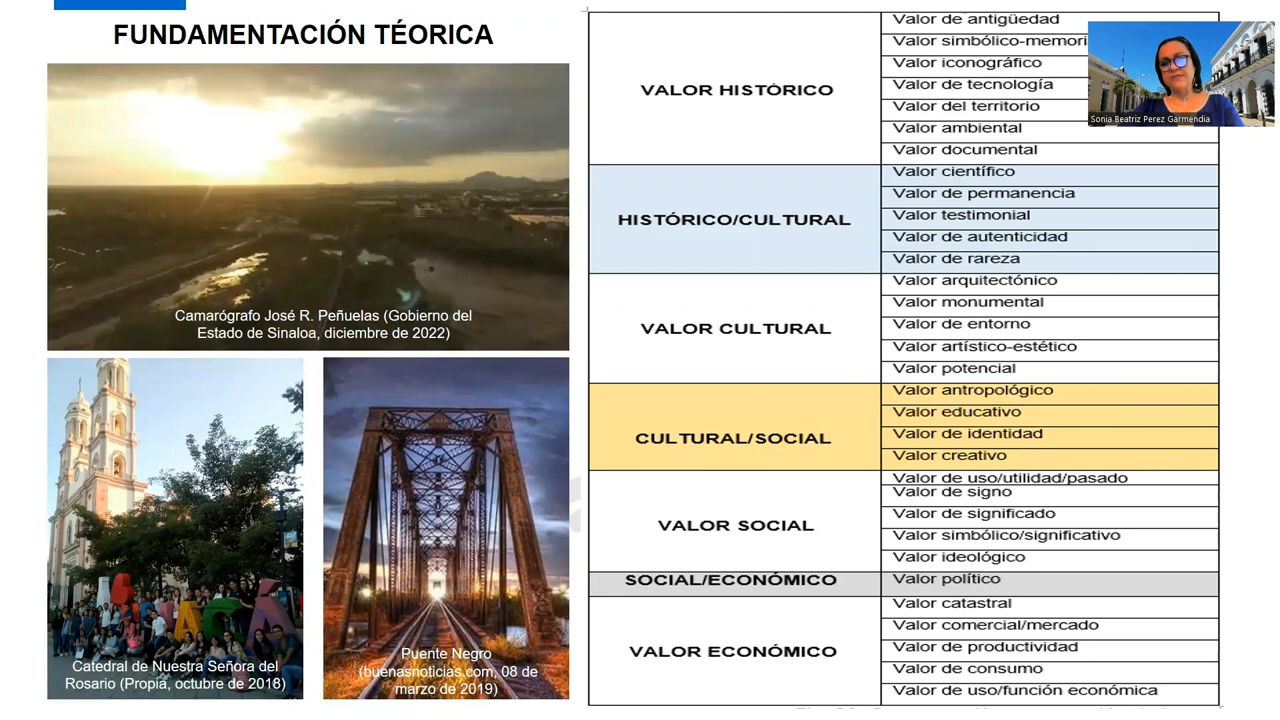 FUNDAMENTACIÓN TÉORICA
Camarógrafo José R. Peñuelas (Gobierno del
Estado de Sinaloa, diciembre de 2022)
Catedral de Nuestra Señora del
Rosario (Propia, octubre de 2018)
Puente Negro
(buenasnoticias.com, 08 de
marzo de 2019)
VALOR HISTÓRICO
Valor de antigüedad
Valor simbólico-memori
Valor iconográfico
Valor de tecnología
Valor del territorio
Valor ambiental
Valor documental
HISTÓRICO/CULTURAL
Valor científico
Valor de permanencia
Valor testimonial
Valor de autenticidad
Valor de rareza
VALOR CULTURAL
Valor arquitectónico
Valor monumental
Valor de entorno
Valor artístico-estético
Valor potencial
CULTURAL/SOCIAL
Valor antropológico
Valor educativo
Valor de identidad
Valor creativo
VALOR SOCIAL
Valor de uso/utilidad/pasado
Valor de signo
Valor de significado
Valor simbólico/significativo
Valor ideológico
SOCIAL/ECONÓMICO
Valor político
VALOR ECONÓMICO
Valor catastral
Valor comercial/mercado
Valor de productividad
Valor de consumo
Valor de uso/función económica
Sonia Beatriz Perez Garmendia